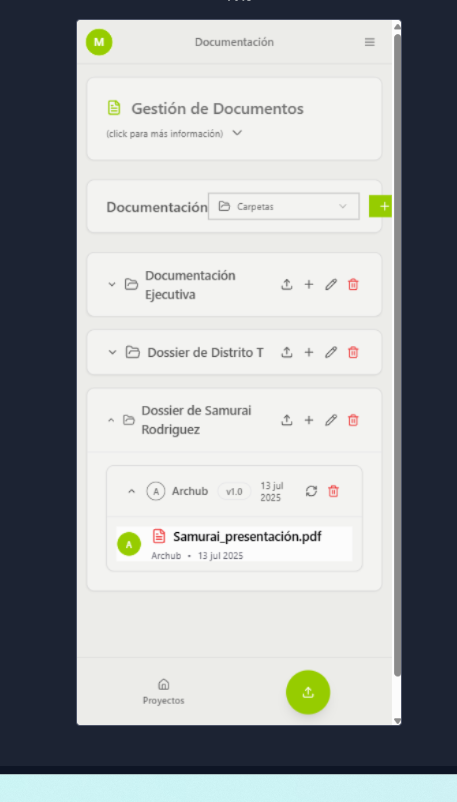 M
Documentación
Gestión de Documentos
(click para más información)
Documentación
Carpetas
+
Documentación
Ejecutiva
Dossier de Distrito T
Dossier de Samurai
Rodriguez
A
Archub
v1.0
13 jul
2025
A
Samurai_presentación.pdf
Archub • 13 jul 2025
Proyectos